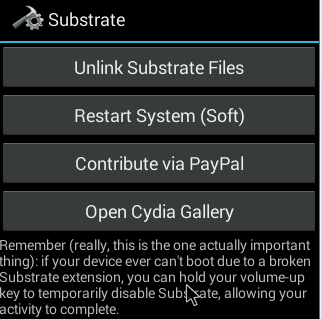 Substrate
Unlink Substrate Files
Restart System (Soft)
Contribute via PayPal
Open Cydia Gallery
Remember (really, this is the one actually important
thing): if your device ever can't boot due to a broken
Substrate extension, you can hold your volume-up
key to temporarily disable Substrate, allowing your
activity to complete.